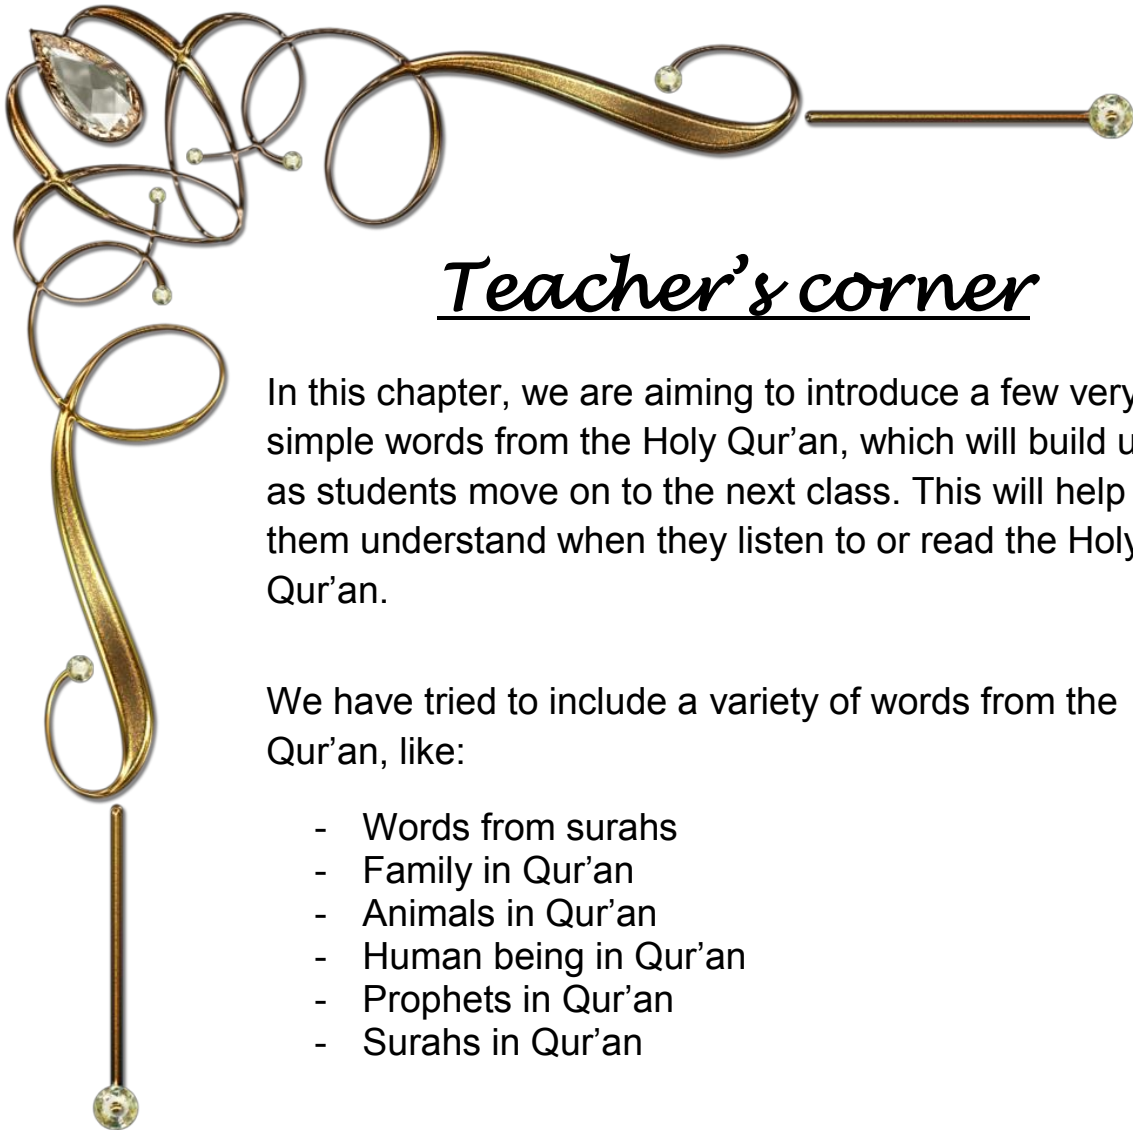 Teacher’s corner
In this chapter, we are aiming to introduce a few very
simple words from the Holy Qur’an, which will build u
as students move on to the next class. This will help
them understand when they listen to or read the Holy
Qur’an.
We have tried to include a variety of words from the
Qur’an, like:
- Words from surahs
- Family in Qur’an
- Animals in Qur’an
- Human being in Qur’an
- Prophets in Qur’an
- Surahs in Qur’an